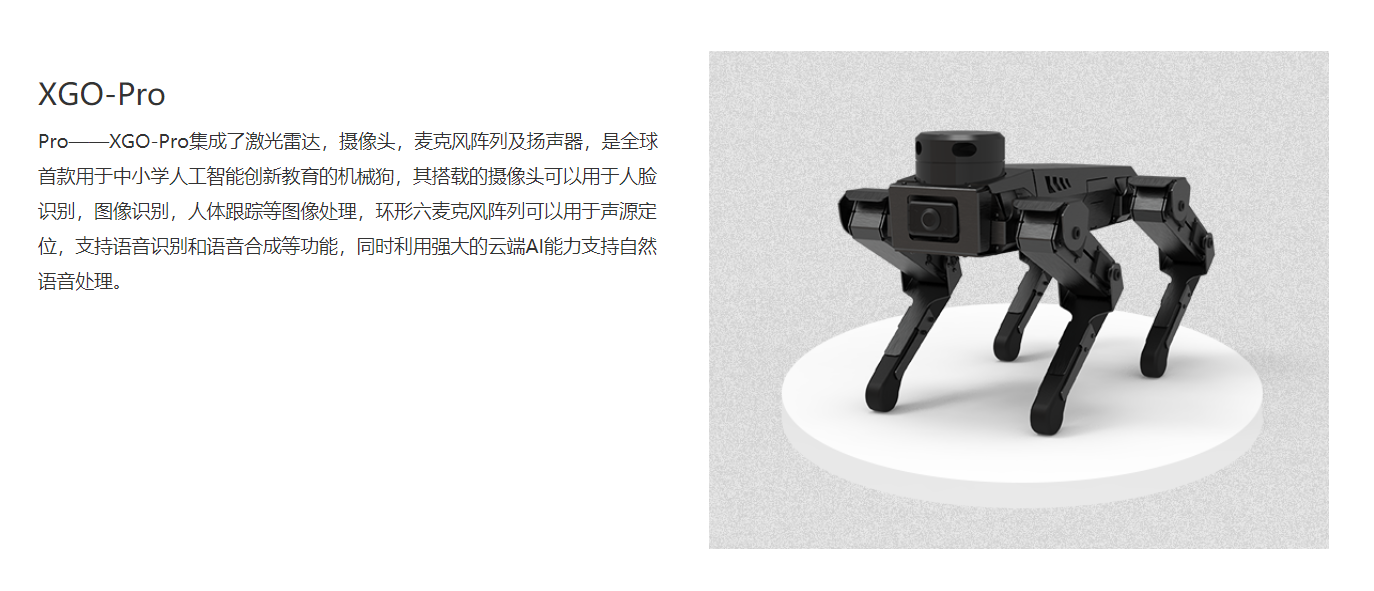 XGO-Pro
Pro——XGO-Pro集成了激光雷达，摄像头，麦克风阵列及扬声器，是全球
首款用于中小学人工智能创新教育的机械狗，其搭载的摄像头可以用于人脸
识别，图像识别，人体跟踪等图像处理，环形六麦克风阵列可以用于声源定
位，支持语音识别和语音合成等功能，同时利用强大的云端AI能力支持自然
语音处理。